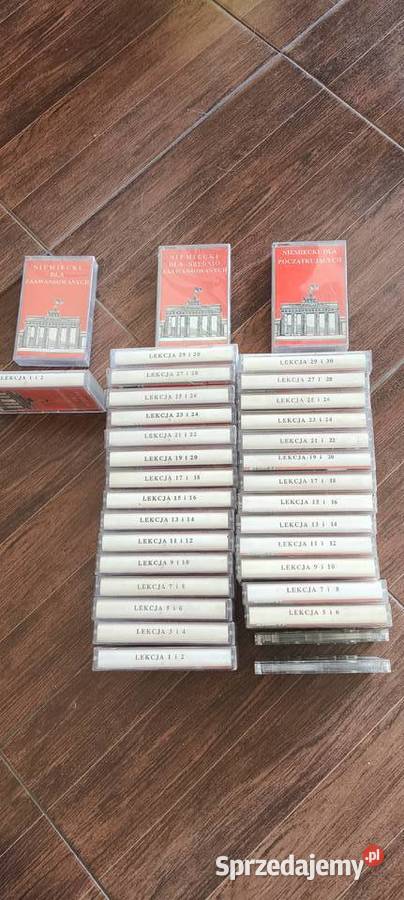 NIEMIECKI
DLA
ZAAWANSOWANYCH
LEKCJA 1 i 2
NIEMIECKI
DLA ŚREDNIO
ZAAWANSOWANYCH
NIEMIECKI DLA
POCZĄTKUJĄCYCH
LEKCJA 29 i 30
LEKCJA 27 i 28
LEKCJA 25 i 26
LEKCJA 23 i 24
LEKCJA 21 i 22
LEKCJA 19 i 20
LEKCJA 17 i 18
LEKCJA 15 i 16
LEKCJA 13 i 14
LEKCJA 11 i 12
LEKCJA 9 i 10
LEKCJA 7 i 8
LEKCJA 5 i 6
LEKCJA 3 i 4
LEKCJA 1 i 2
LEKCJA 29 i 30
LEKCJA 27 i 28
LEKCJA 25 i 26
LEKCJA 23 i 24
LEKCJA 21 i 22
LEKCJA 19 i 20
LEKCJA 17 i 18
LEKCJA 15 i 16
LEKCJA 13 i 14
LEKCJA 11 i 12
LEKCJA 9 i 10
LEKCJA 7 i 8
LEKCJA 5 i 6
Sprzedajemy.pl